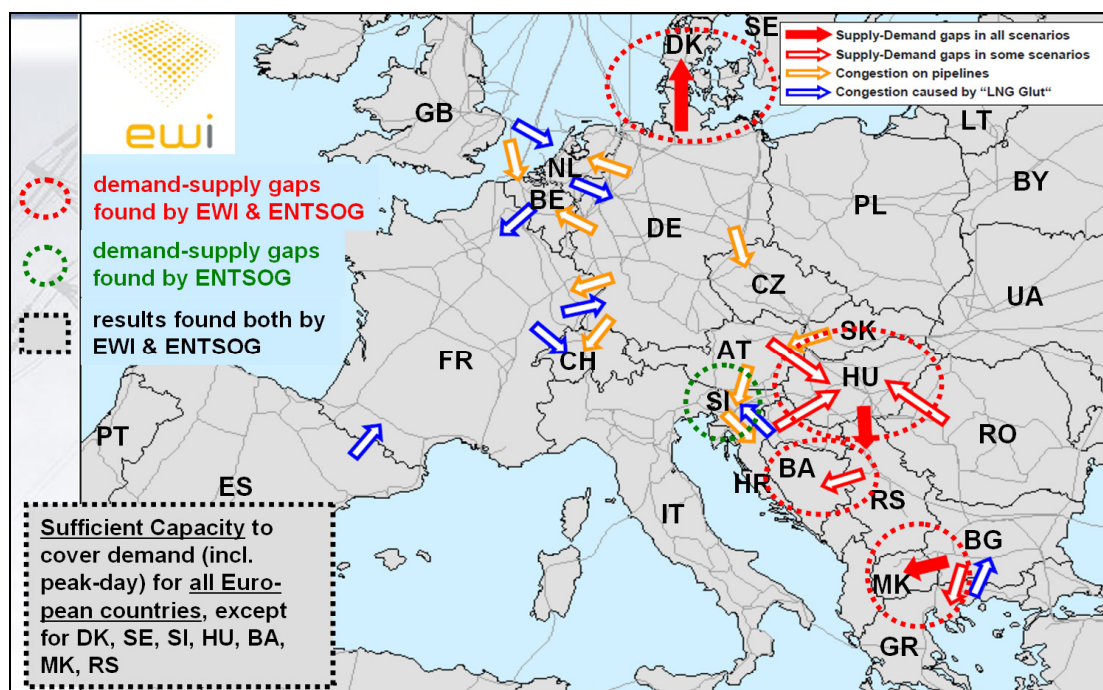 ewi
demand-supply gaps
found by EWI & ENTSOG
demand-supply gaps
found by ENTSOG
results found both by
EWI & ENTSOG
Supply-Demand gaps in all scenarios
Supply-Demand gaps in some scenarios
Congestion on pipelines
Congestion caused by “LNG Glut“
DK
SE
GB
LT
BY
NL
BE
PL
DE
CZ
UA
SK
FR
CH
AT
HU
SI
RO
PT
BA
HR
RS
ES
IT
BG
MK
GR
Sufficient Capacity to
cover demand (incl.
peak-day) for all Euro-
pean countries, except
for DK, SE, SI, HU, BA,
MK, RS